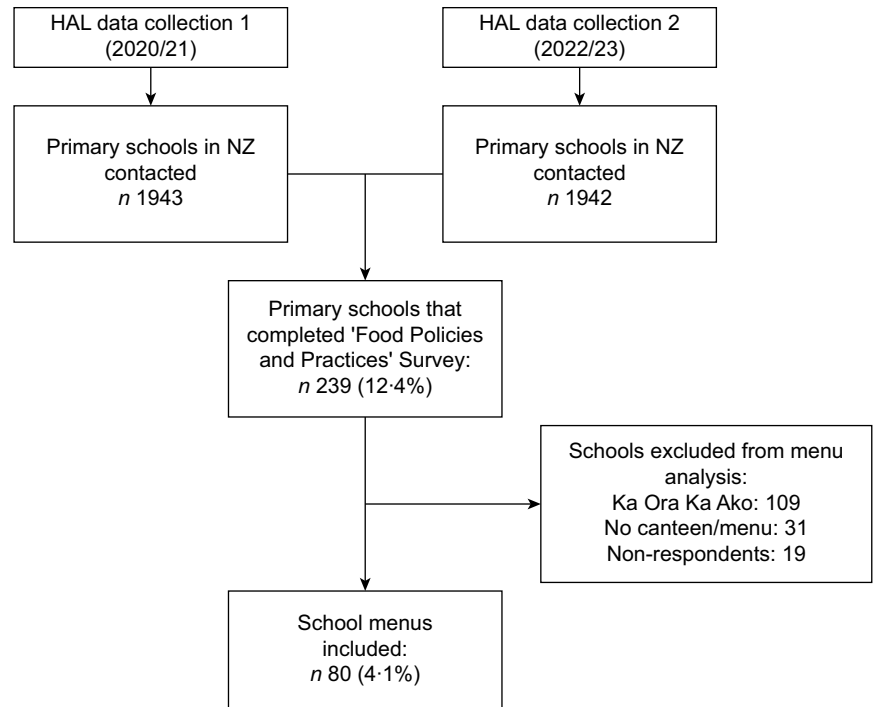 HAL data collection 1
(2020/21)
HAL data collection 2
(2022/23)
Primary schools in NZ
contacted
n 1943
Primary schools in NZ
contacted
n 1942
Primary schools that
completed 'Food Policies
and Practices' Survey:
n 239 (12·4%)
Schools excluded from menu
analysis:
Ka Ora Ka Ako: 109
No canteen/menu: 31
Non-respondents: 19
School menus
included:
n 80 (4·1%)